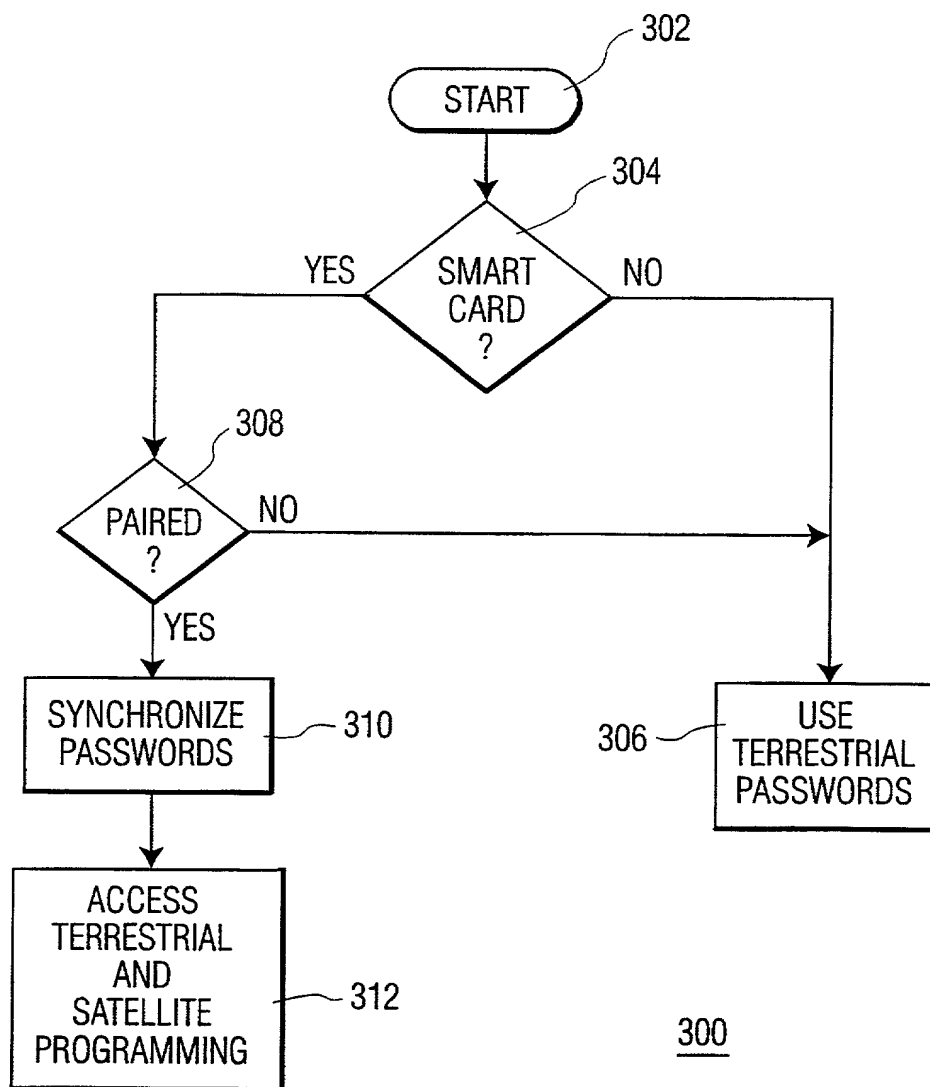 302
START
304
YES
SMART
CARD
?
NO
308
PAIRED
?
NO
YES
SYNCHRONIZE
PASSWORDS
310
306
USE
TERRESTRIAL
PASSWORDS
ACCESS
TERRESTRIAL
AND
SATELLITE
PROGRAMMING
312
300